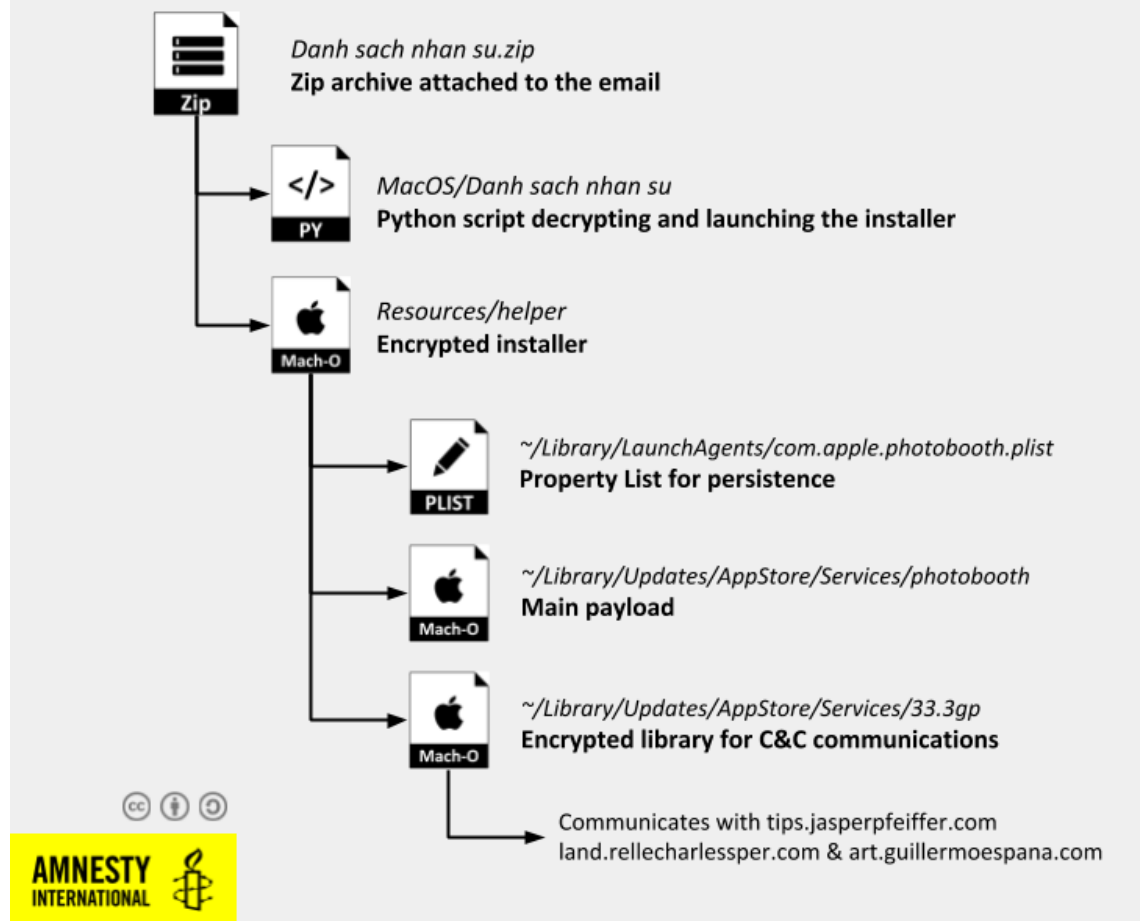 Danh sach nhan su.zip
Zip archive attached to the email
Zip
</>
MacOS/Danh sach nhan su
Python script decrypting and launching the installer
PY
Resources/helper
Encrypted installer
Mach-O
~/Library/LaunchAgents/com.apple.photobooth.plist
Property List for persistence
PLIST
~/Library/Updates/AppStore/Services/photobooth
Main payload
Mach-O
~/Library/Updates/AppStore/Services/33.3gp
Encrypted library for C&C communications
Mach-O
cc
Communicates with tips.jasperpfeiffer.com
land.rellecharlessper.com & art.guillermoespana.com
AMNESTY
INTERNATIONAL